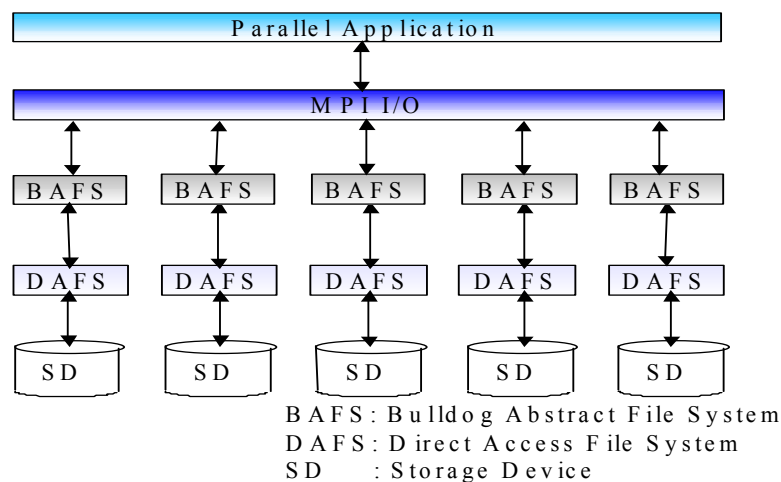 Parallel Application
MPI I/O
BAFS BAFS BAFS BAFS BAFS
DAFS DAFS DAFS DAFS DAFS
SD SD SD SD SD
BAFS: Bulldog Abstract File System
DAFS: Direct Access File System
SD : Storage Device